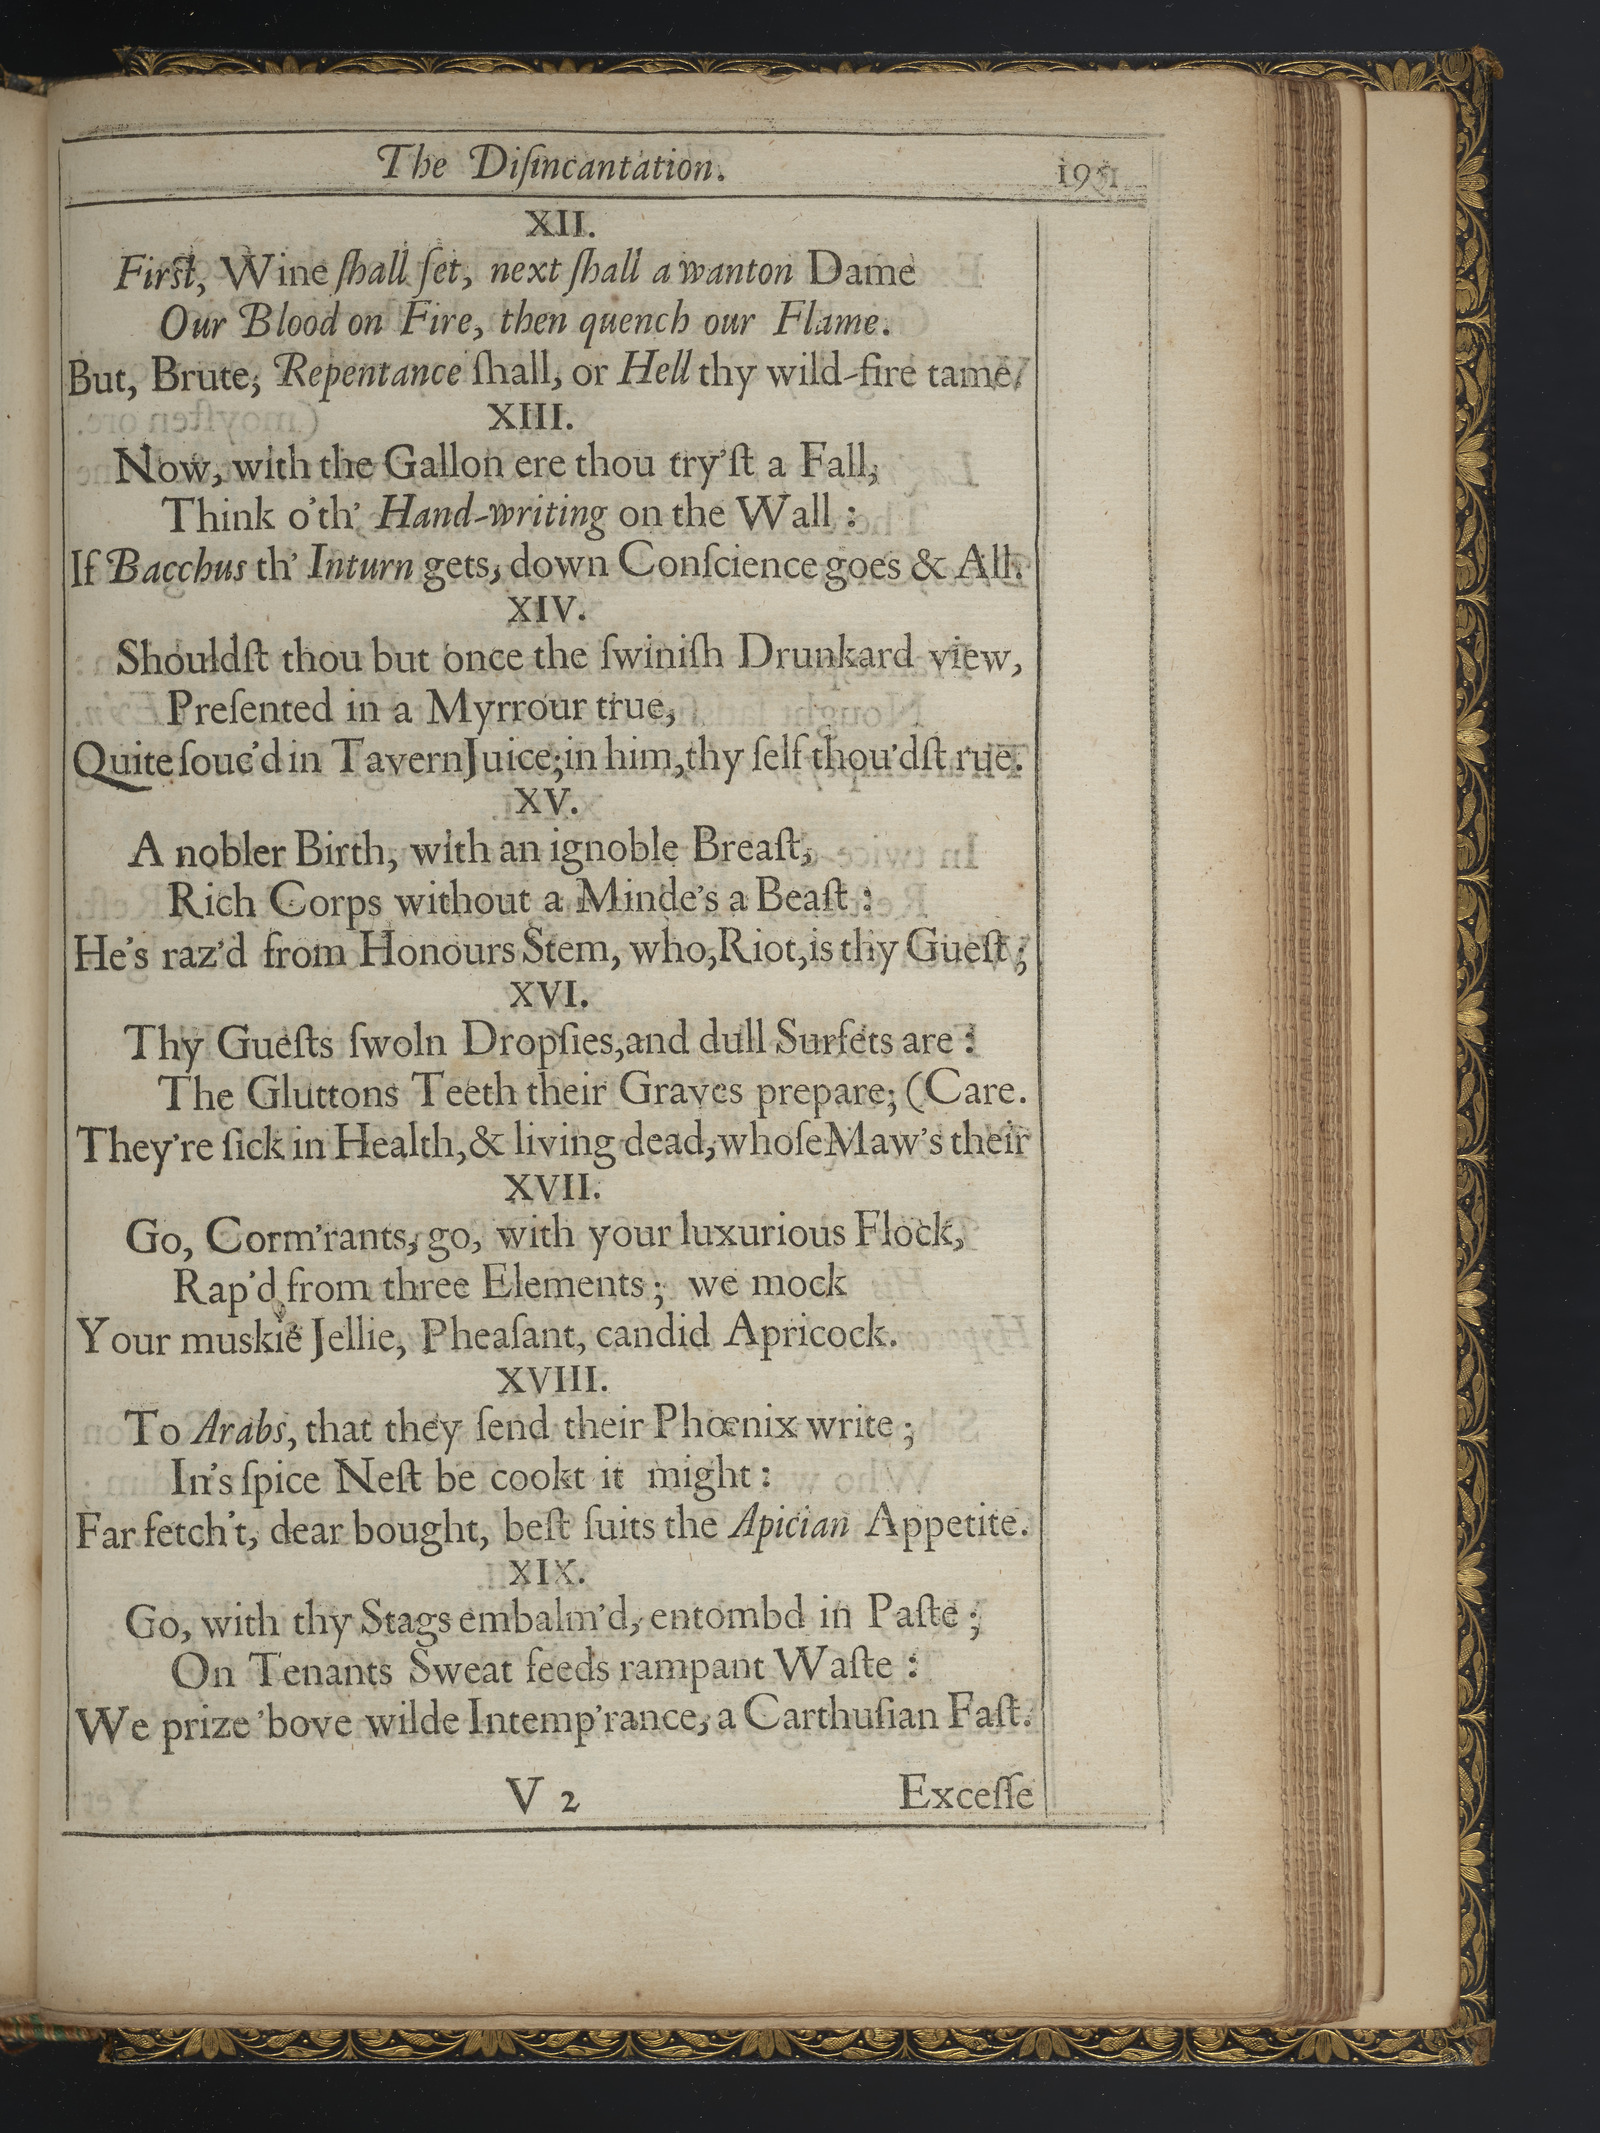 The Diſincantation. 191
XII.
Firſt, Wine ſhall ſet, next ſhall a wanton Dame
Our Blood on Fire, then quench our Flame.
But, Brute, Repentance ſhall, or Hell thy wild-fire tame.
XIII.
Now, with the Gallon ere thou try'ſt a Fall,
Think o'th' Hand-writing on the Wall :
If Bacchus th' Inturn gets, down Conſcience goes & All.
XIV.
Shouldſt thou but once the ſwiniſh Drunkard view,
Preſented in a Myrrour true,
Quite ſouc'd in Tavern Juice; in him, thy ſelf thou'dſt rue.
XV.
A nobler Birth, with an ignoble Breaſt,
Rich Corps without a Minde's a Beaſt :
He's raz'd from Honours Stem, who, Riot, is thy Gueſt ;
XVI.
Thy Gueſts ſwoln Dropſies, and dull Surfets are :
The Gluttons Teeth their Graves prepare; (Care.
They're ſick in Health, & living dead, whoſe Maw's their
XVII.
Go, Corm'rants, go, with your luxurious Flock,
Rap'd from three Elements ; we mock
Your muskie Jellie, Pheaſant, candid Apricock.
XVIII.
To Arabs, that they ſend their Phœnix write ;
In's ſpice Neſt be cookt it might :
Far fetch't, dear bought, beſt ſuits the Apician Appetite.
XIX.
Go, with thy Stags embalm'd, entombd in Paſte ;
On Tenants Sweat feeds rampant Waſte :
We prize 'bove wilde Intemp'rance, a Carthuſian Faſt.
V 2 Exceſſe